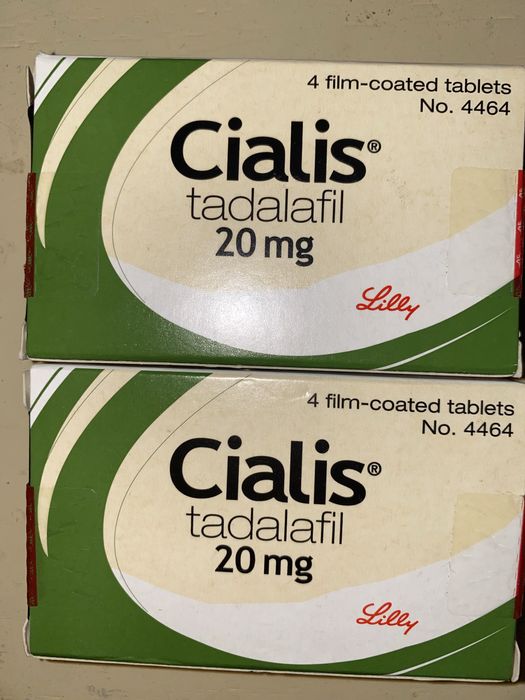 4 film-coated tablets
No. 4464
Cialis®
tadalafil
20 mg
Lilly
4 film-coated tablets
No. 4464
Cialis®
tadalafil
20 mg
Lilly